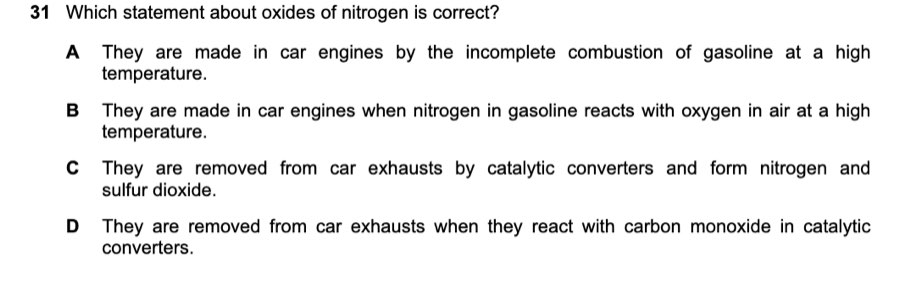 31 Which statement about oxides of nitrogen is correct?
A They are made in car engines by the incomplete combustion of gasoline at a high
temperature.
B They are made in car engines when nitrogen in gasoline reacts with oxygen in air at a high
temperature.
C They are removed from car exhausts by catalytic converters and form nitrogen and
sulfur dioxide.
D They are removed from car exhausts when they react with carbon monoxide in catalytic
converters.